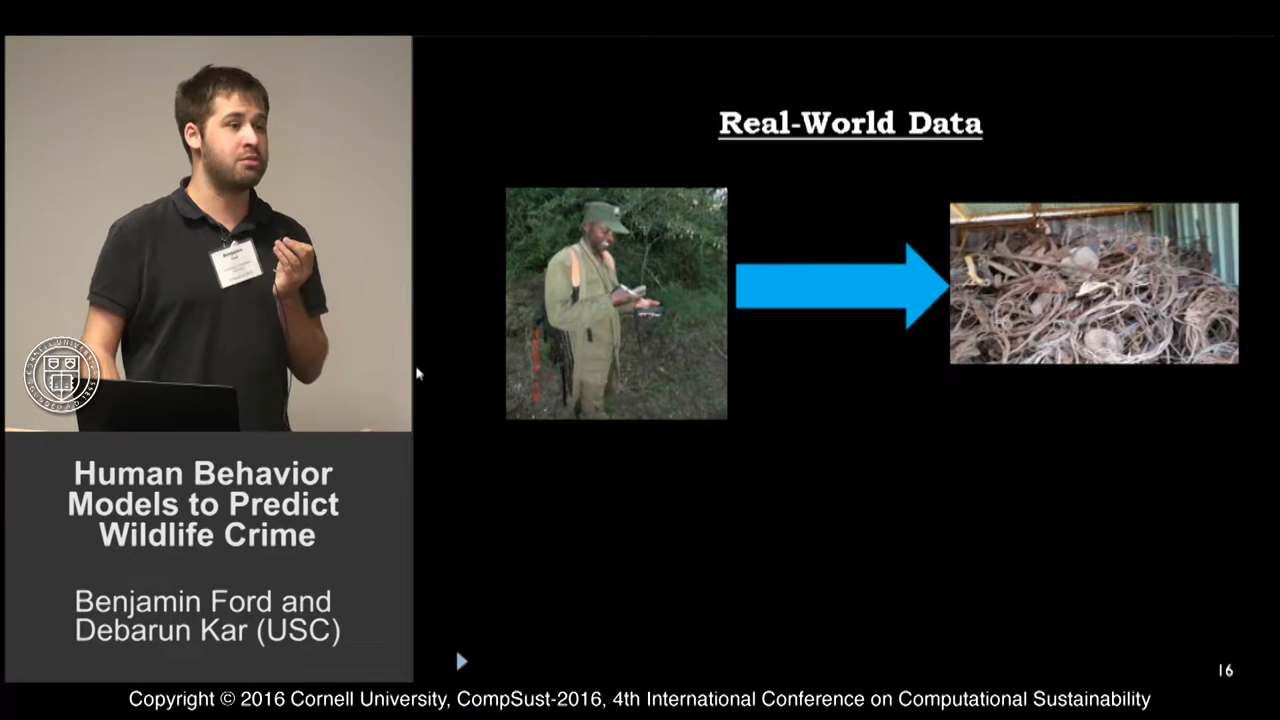 Real-World Data
Benjamin
Human Behavior
Models to Predict
Wildlife Crime
Benjamin Ford and
Debarun Kar (USC)
16
Copyright © 2016 Cornell University, CompSust-2016, 4th International Conference on Computational Sustainability